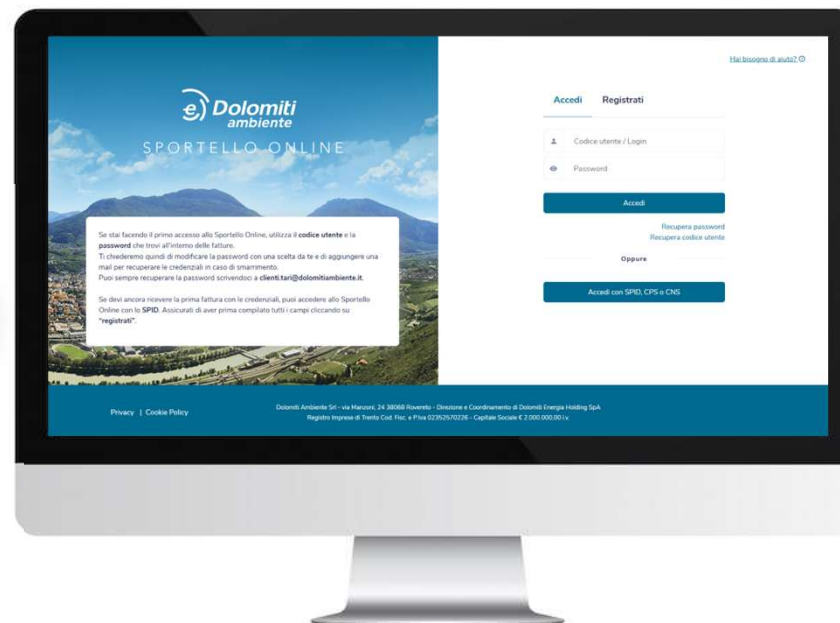 Hai bisogno di aiuto?
e) Dolomiti
ambiente
SPORTELLO ONLINE
Se stai facendo il primo accesso allo Sportello Online, utilizza il codice utente e la
password che trovi all'interno delle fatture.
Ti chiederemo quindi di modificare la password con una scelta da te e di aggiungere una
mail per recuperare le credenziali in caso di smarrimento.
Puoi sempre recuperare la password scrivendoci a clienti.tari@dolomitiambiente.it.
Se devi ancora ricevere la prima fattura con le credenziali, puoi accedere allo Sportello
Online con lo SPID. Assicurati di aver prima compilato tutti i campi cliccando su
"registrati".
Accedi Registrati
Codice utente / Login
Password
Accedi
Recupera password
Recupera codice utente
Oppure
Accedi con SPID, CPS o CNS
Privacy | Cookie Policy
Dolomiti Ambiente Srl - via Manzoni, 24 38068 Rovereto - Direzione e Coordinamento di Dolomiti Energia Holding SpA
Registro Imprese di Trento Cod. Fisc. e P.Iva 02352570226 - Capitale Sociale € 2.000.000,00 i.v.